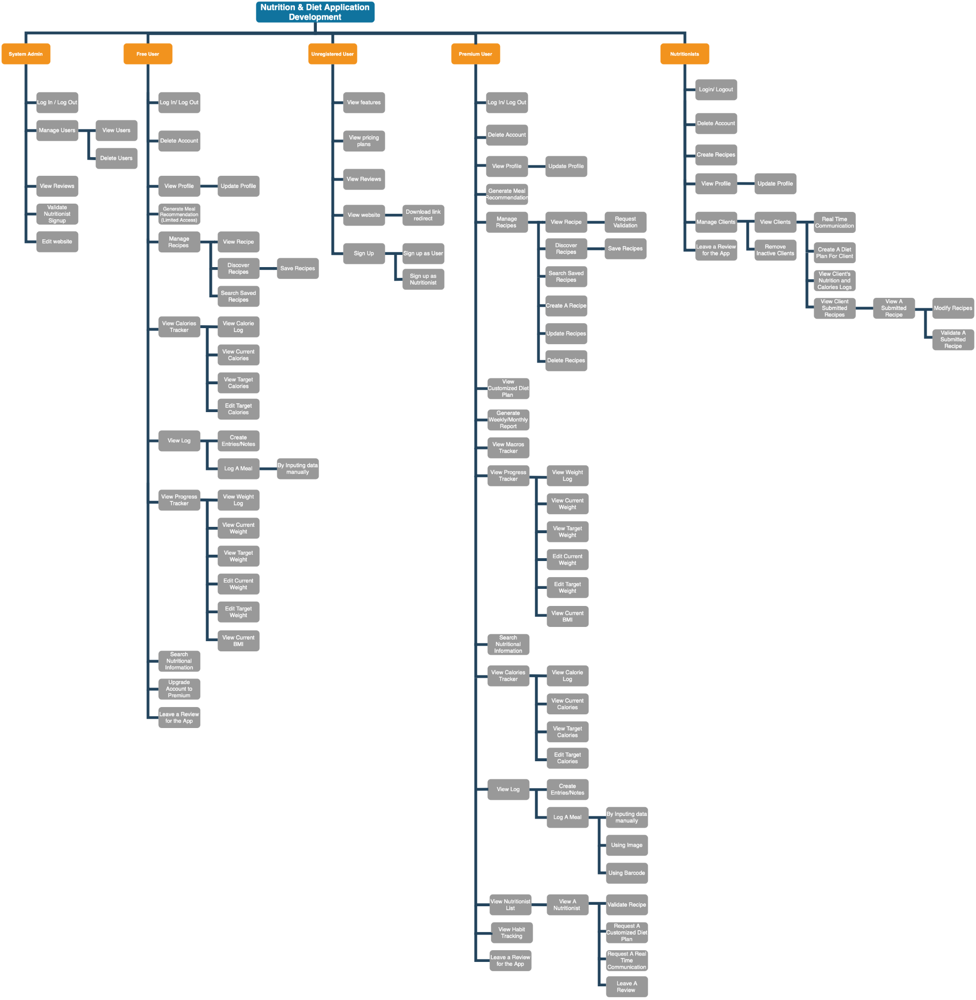 Nutrition & Diet Application
Development
System Admin
Log In / Log Out
Manage Users
View Users
Delete Users
View Reviews
Validate
Nutritionist
Signup
Edit website
Free User
Log In/ Log Out
Delete Account
View Profile
Update Profile
Generate Meal
Recommendation
(Limited Access)
Manage
Recipes
View Recipe
Discover
Recipes
Save Recipes
Search Saved
Recipes
View Calories
Tracker
View Calorie
Log
View Current
Calories
View Target
Calories
Edit Target
Calories
View Log
Create
Entries/Notes
Log A Meal
By Inputing data
manually
View Progress
Tracker
View Weight
Log
View Current
Weight
View Target
Weight
Edit Current
Weight
Edit Target
Weight
View Current
BMI
Search
Nutritional
Information
Upgrade
Account to
Premium
Leave a Review
for the App
Unregistered User
View features
View pricing
plans
View Reviews
View website
Download link
redirect
Sign Up
Sign up as User
Sign up as
Nutritionist
Premium User
Log In/ Log Out
Delete Account
View Profile
Update Profile
Generate Meal
Recommendation
Manage
Recipes
View Recipe
Request
Validation
Discover
Recipes
Save Recipes
Search Saved
Recipes
Create A Recipe
Update Recipes
Delete Recipes
View
Customized Diet
Plan
Generate
Weekly/Monthly
Report
View Macros
Tracker
View Progress
Tracker
View Weight
Log
View Current
Weight
View Target
Weight
Edit Current
Weight
Edit Target
Weight
View Current
BMI
Search
Nutritional
Information
View Calories
Tracker
View Calorie
Log
View Current
Calories
View Target
Calories
Edit Target
Calories
View Log
Create
Entries/Notes
Log A Meal
By Inputing data
manually
Using Image
Using Barcode
View Nutritionist
List
View A
Nutritionist
Validate Recipe
Request A
Customized Diet
Plan
Request A Real
Time
Communication
Leave A
Review
View Habit
Tracking
Leave a Review
for the App
Nutritionists
Login/ Logout
Delete Account
Create Recipes
View Profile
Update Profile
Manage Clients
View Clients
Real Time
Communication
Create A Diet
Plan For Client
View Client's
Nutrition and
Calories Logs
View Client
Submitted
Recipes
View A
Submitted
Recipe
Modify Recipes
Validate A
Submitted
Recipe
Remove
Inactive Clients
Leave a Review
for the App